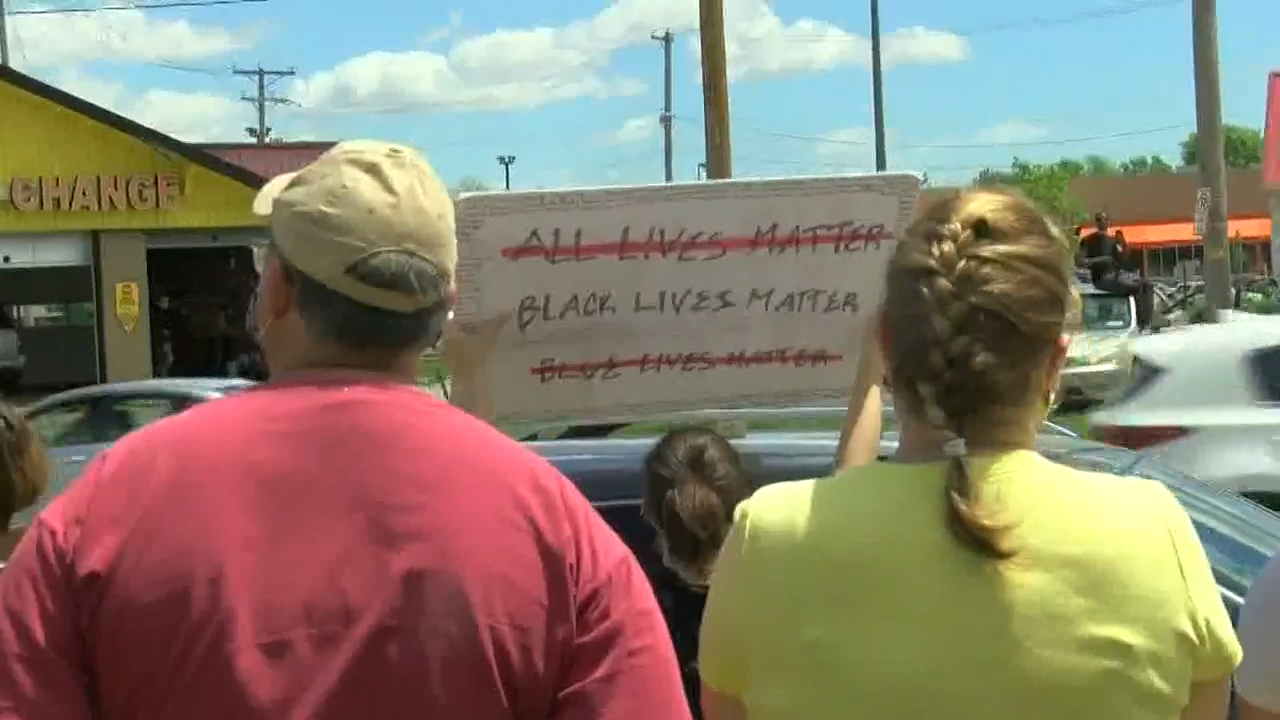 CHANGE
ALL LIVES MATTER
BLACK LIVES MATTER
BLUE LIVES MATTER